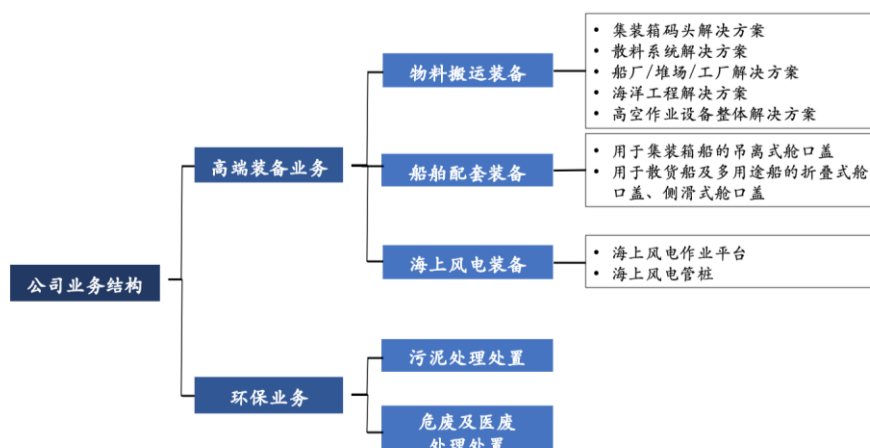 公司业务结构
高端装备业务
物料搬运装备
• 集装箱码头解决方案
• 散料系统解决方案
• 船厂/堆场/工厂解决方案
• 海洋工程解决方案
• 高空作业设备整体解决方案
船舶配套装备
• 用于集装箱船的吊离式舱口盖
• 用于散货船及多用途船的折叠式舱
口盖、侧滑式舱口盖
海上风电装备
• 海上风电作业平台
• 海上风电管桩
环保业务
污泥处理处置
危废及医废
处理处置